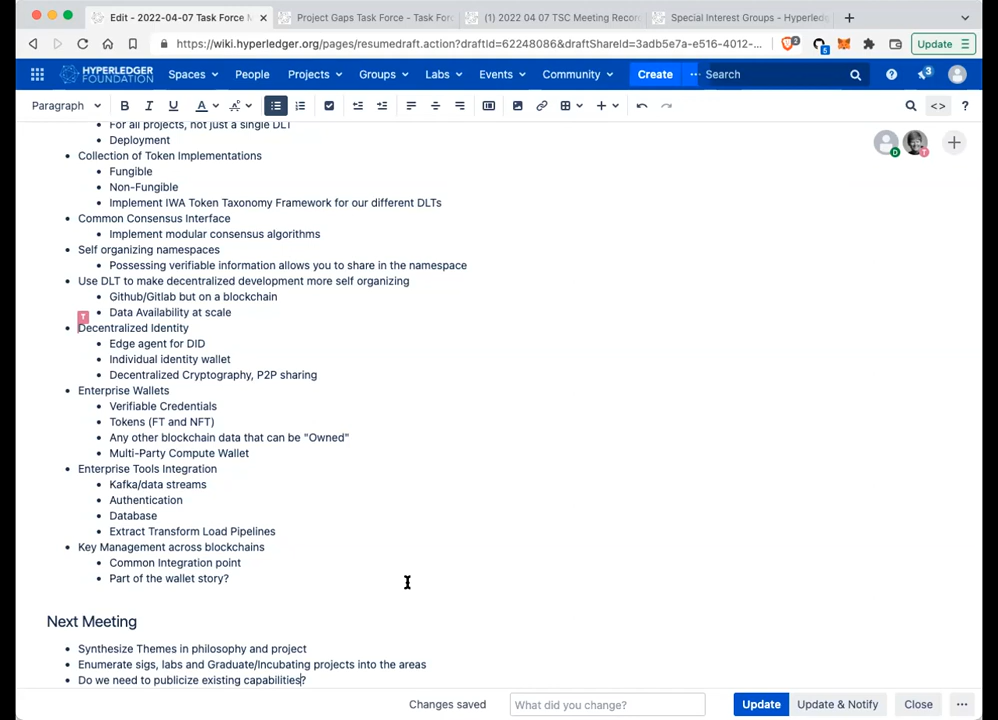 Edit - 2022-04-07 Task Force M
Project Gaps Task Force - Task For
(1) 2022 04 07 TSC Meeting Recor
Special Interest Groups - Hyperledg
https://wiki.hyperledger.org/pages/resumedraft.action?draftId=62248086&draftShareId=3adb5e7a-e516-4012-...
2
5
Update
HYPERLEDGER FOUNDATION
Spaces
People
Projects
Groups
Labs
Events
Community
Create
Search
3
Paragraph
B I U A
For all projects, not just a single DLT
Deployment
Collection of Token Implementations
Fungible
Non-Fungible
Implement IWA Token Taxonomy Framework for our different DLTs
Common Consensus Interface
Implement modular consensus algorithms
Self organizing namespaces
Possessing verifiable information allows you to share in the namespace
Use DLT to make decentralized development more self organizing
Github/Gitlab but on a blockchain
Data Availability at scale
T
Decentralized Identity
Edge agent for DID
Individual identity wallet
Decentralized Cryptography, P2P sharing
Enterprise Wallets
Verifiable Credentials
Tokens (FT and NFT)
Any other blockchain data that can be "Owned"
Multi-Party Compute Wallet
Enterprise Tools Integration
Kafka/data streams
Authentication
Database
Extract Transform Load Pipelines
Key Management across blockchains
Common Integration point
Part of the wallet story?
D
T
Next Meeting
Synthesize Themes in philosophy and project
Enumerate sigs, labs and Graduate/Incubating projects into the areas
Do we need to publicize existing capabilities?
Changes saved
What did you change?
Update
Update & Notify
Close